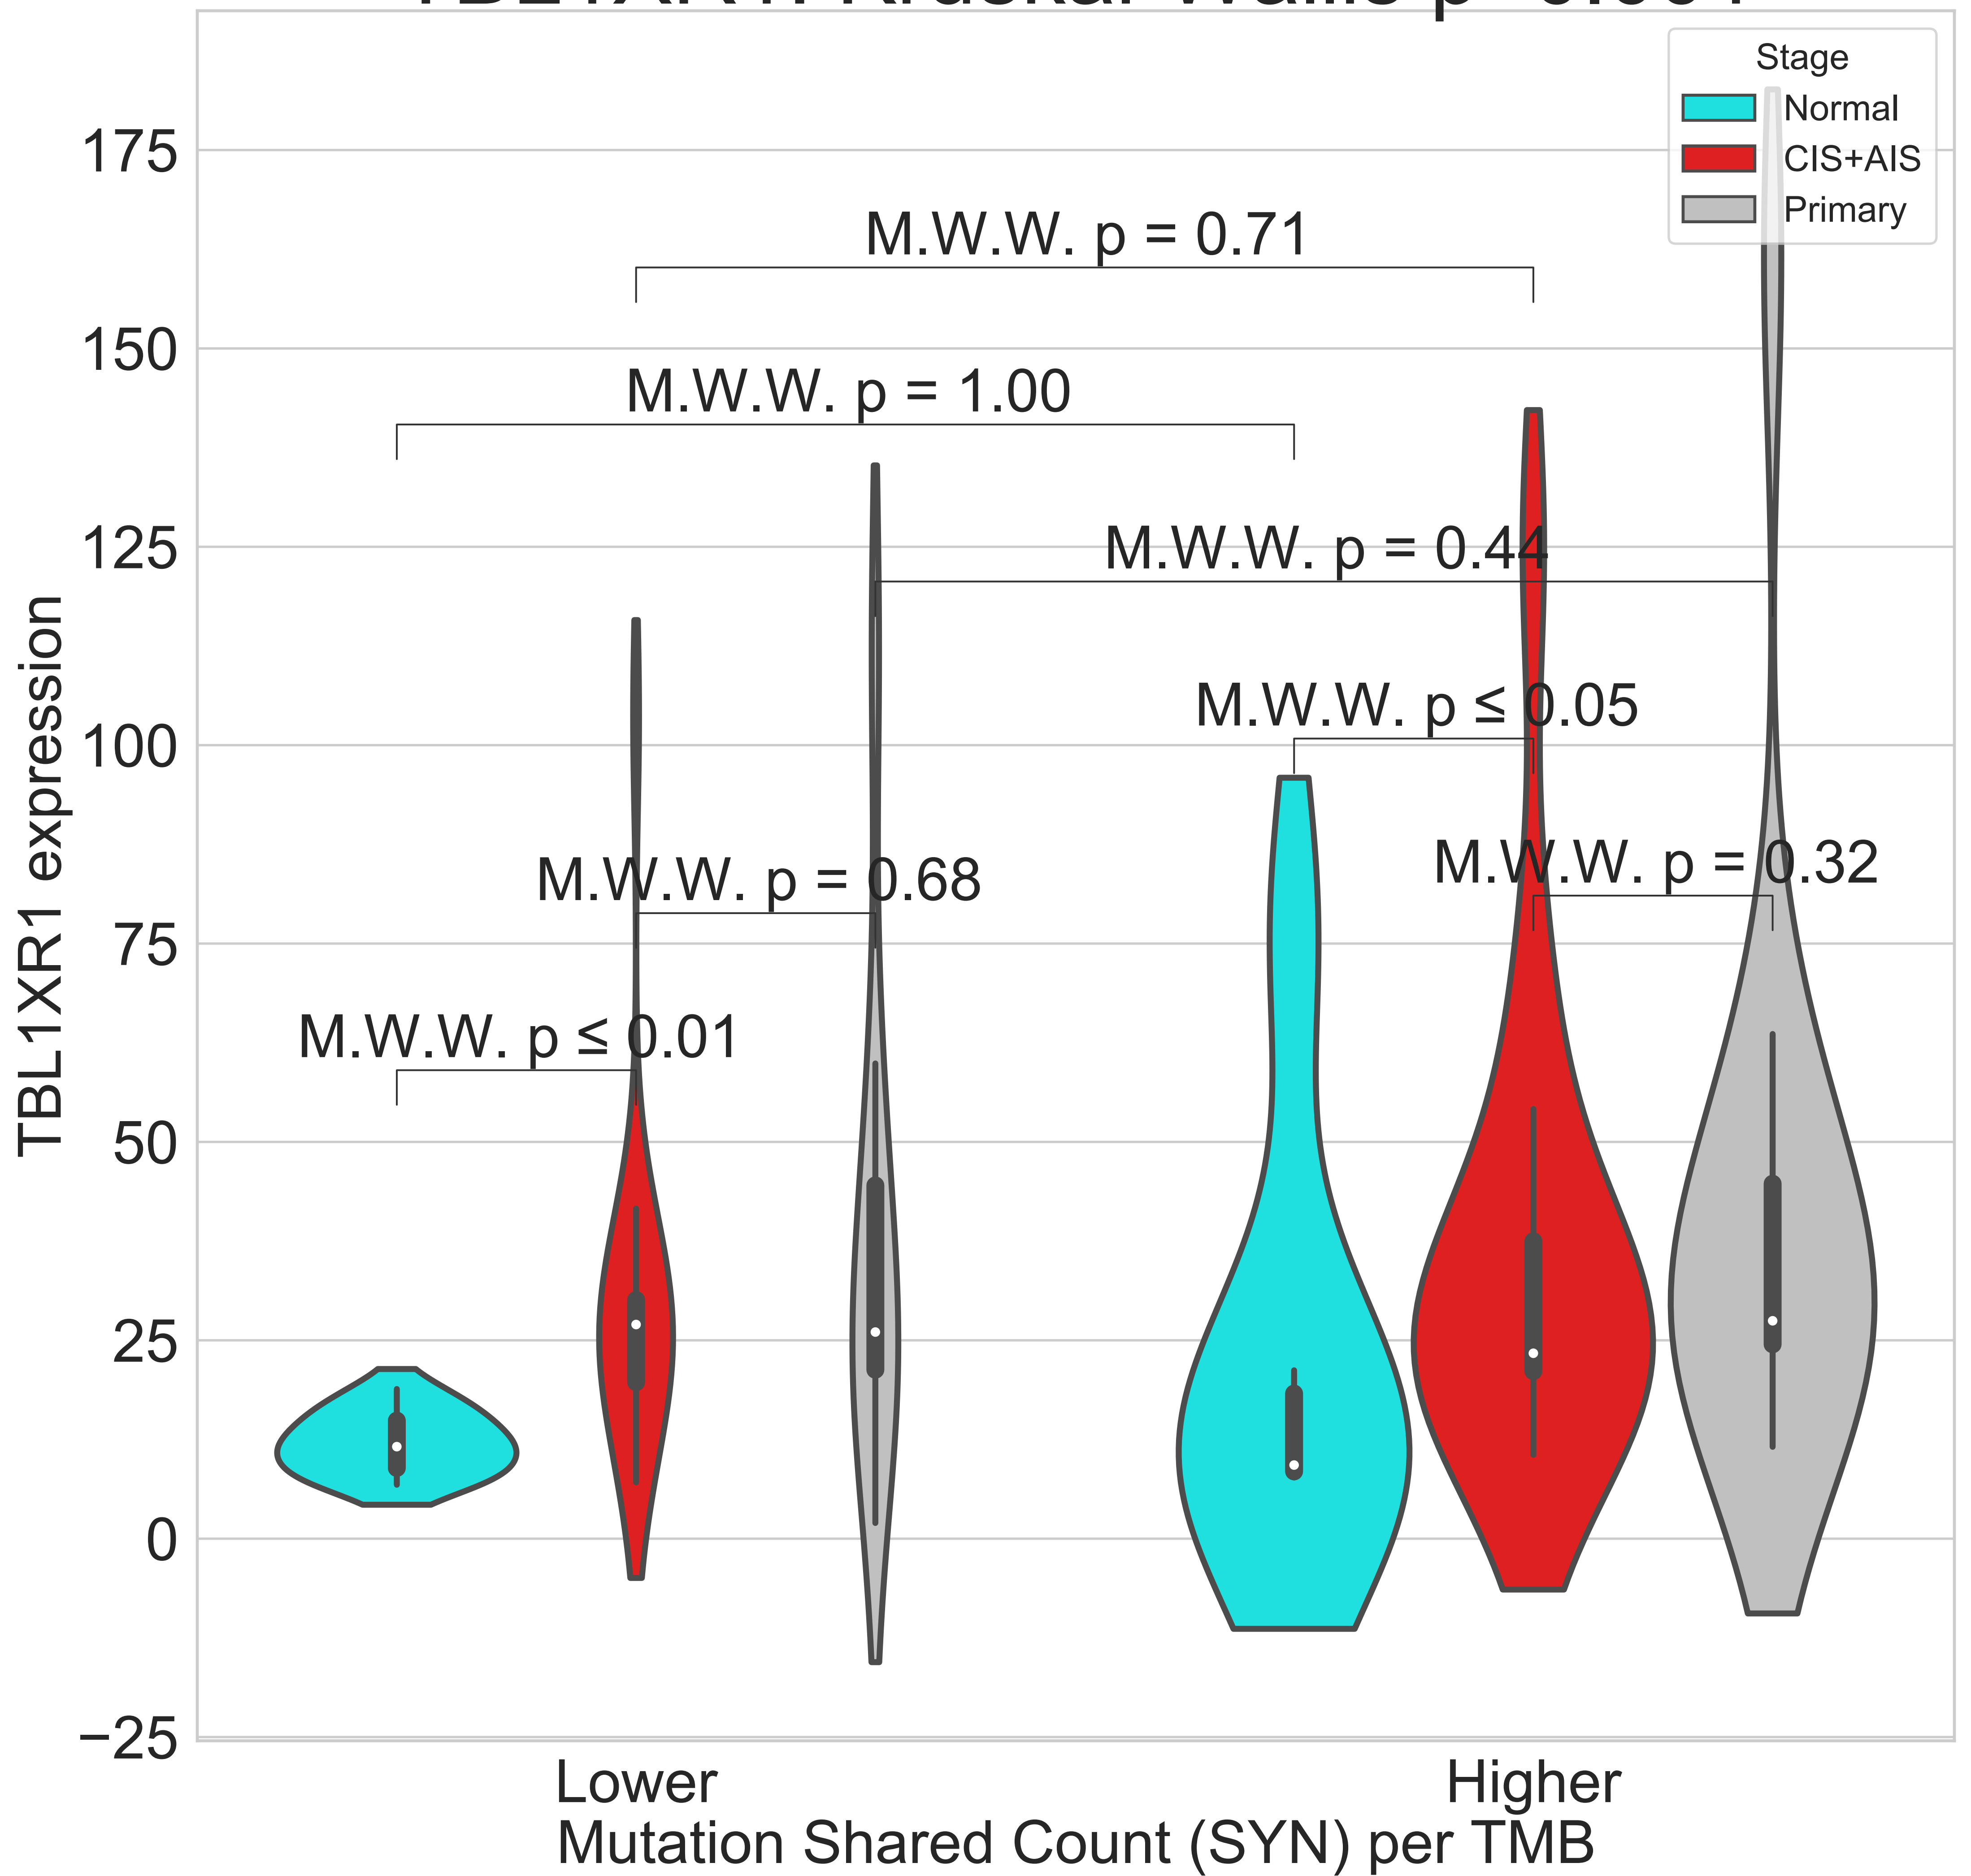 Stage
Normal
CIS+AIS
Primary
175
150
125
100
75
50
25
0
−25
TBL1XR1 expression
M.W.W. p = 0.71
M.W.W. p = 1.00
M.W.W. p = 0.44
M.W.W. p ≤ 0.05
M.W.W. p = 0.68
M.W.W. p = 0.32
M.W.W. p ≤ 0.01
Lower
Higher
Mutation Shared Count (SYN) per TMB